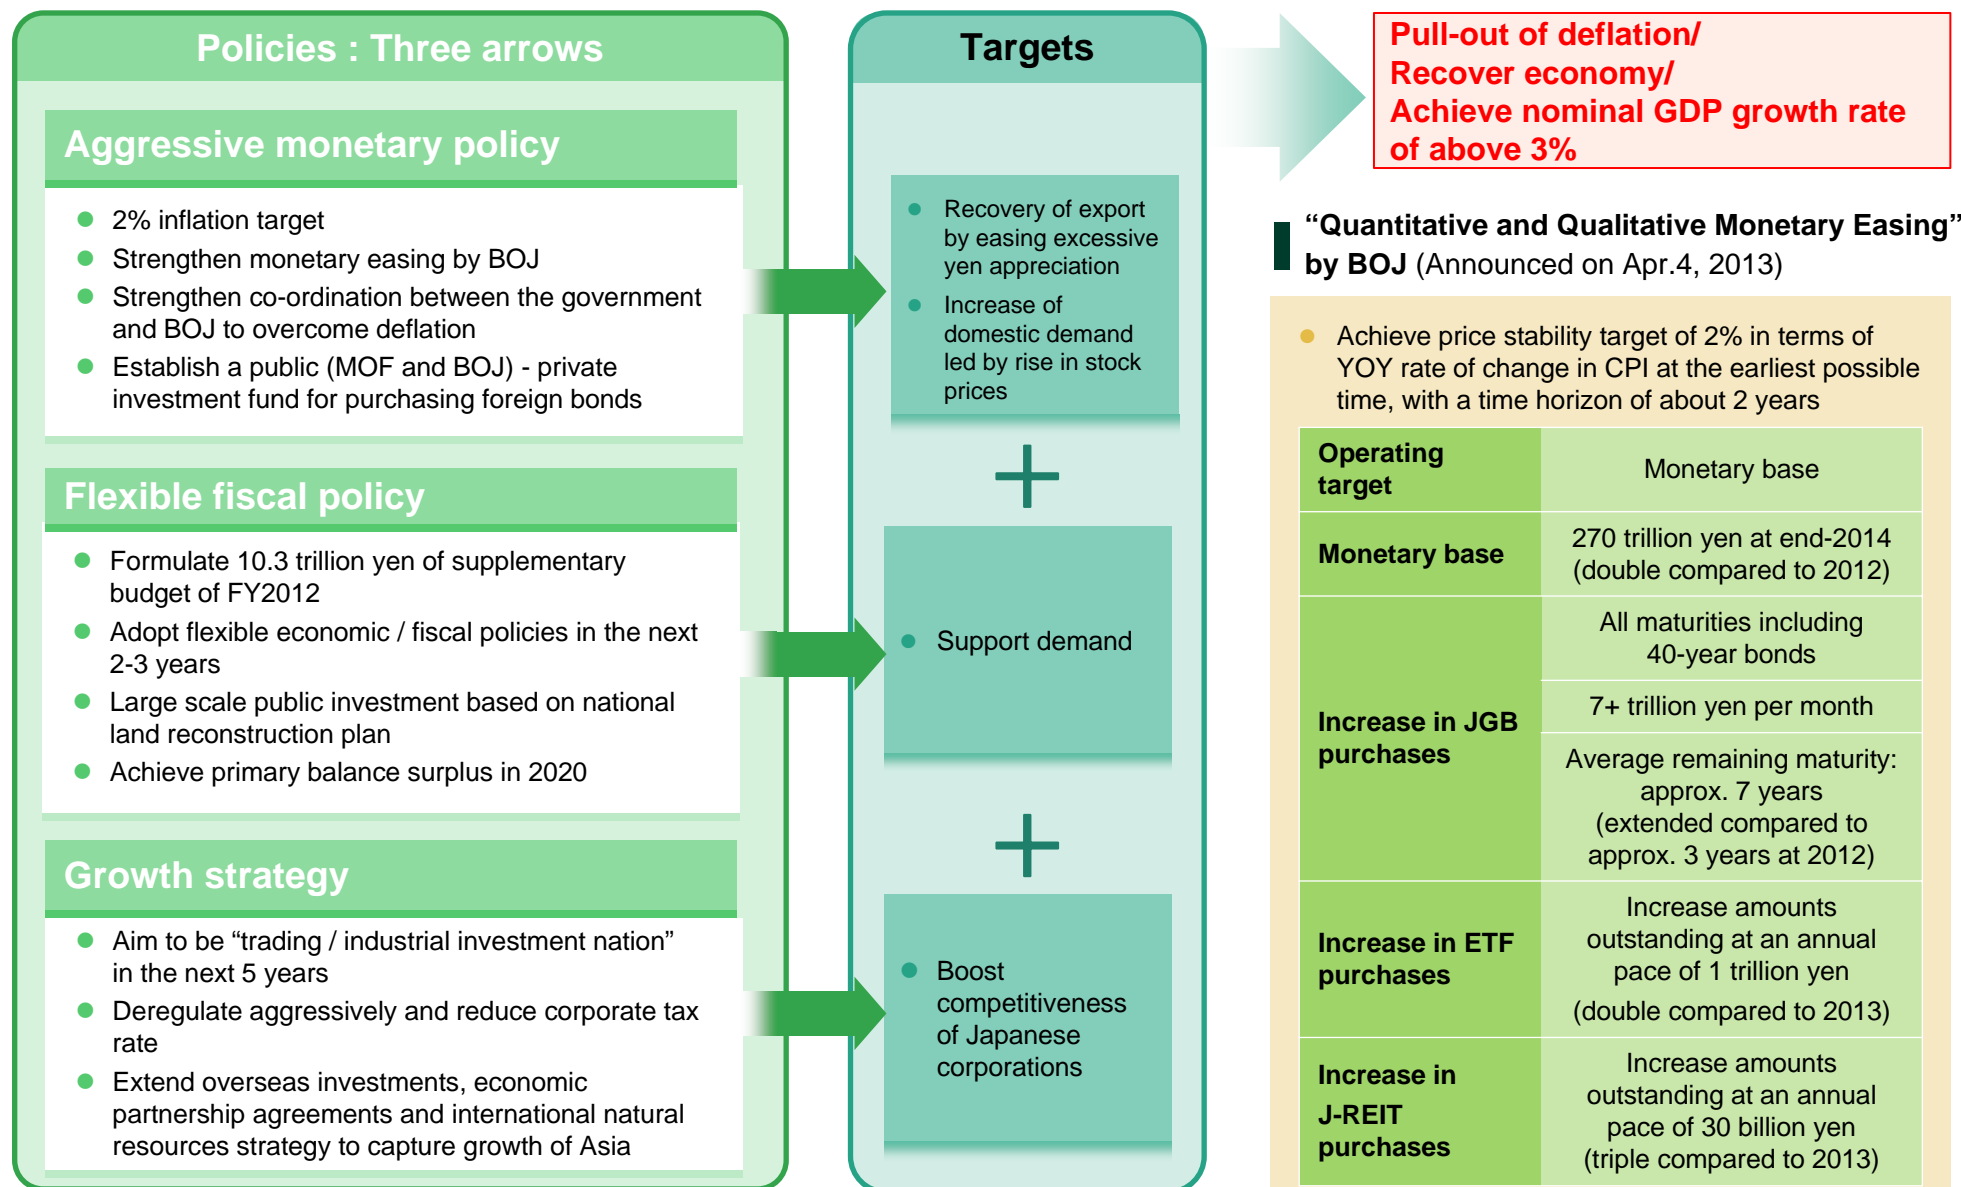 Policies : Three arrows
Aggressive monetary policy
2% inflation target
Strengthen monetary easing by BOJ
Strengthen co-ordination between the government
and BOJ to overcome deflation
Establish a public (MOF and BOJ) - private
investment fund for purchasing foreign bonds
Flexible fiscal policy
Formulate 10.3 trillion yen of supplementary
budget of FY2012
Adopt flexible economic / fiscal policies in the next
2-3 years
Large scale public investment based on national
land reconstruction plan
Achieve primary balance surplus in 2020
Growth strategy
Aim to be “trading / industrial investment nation”
in the next 5 years
Deregulate aggressively and reduce corporate tax
rate
Extend overseas investments, economic
partnership agreements and international natural
resources strategy to capture growth of Asia
Targets
Recovery of export
by easing excessive
yen appreciation
Increase of
domestic demand
led by rise in stock
prices
+
Support demand
+
Boost
competitiveness
of Japanese
corporations
Pull-out of deflation/
Recover economy/
Achieve nominal GDP growth rate
of above 3%
“Quantitative and Qualitative Monetary Easing”
by BOJ (Announced on Apr.4, 2013)
Achieve price stability target of 2% in terms of
YOY rate of change in CPI at the earliest possible
time, with a time horizon of about 2 years
Operating
target
Monetary base
Monetary base
270 trillion yen at end-2014
(double compared to 2012)
Increase in JGB
purchases
All maturities including
40-year bonds
7+ trillion yen per month
Average remaining maturity:
approx. 7 years
(extended compared to
approx. 3 years at 2012)
Increase in ETF
purchases
Increase amounts
outstanding at an annual
pace of 1 trillion yen
(double compared to 2013)
Increase in
J-REIT
purchases
Increase amounts
outstanding at an annual
pace of 30 billion yen
(triple compared to 2013)